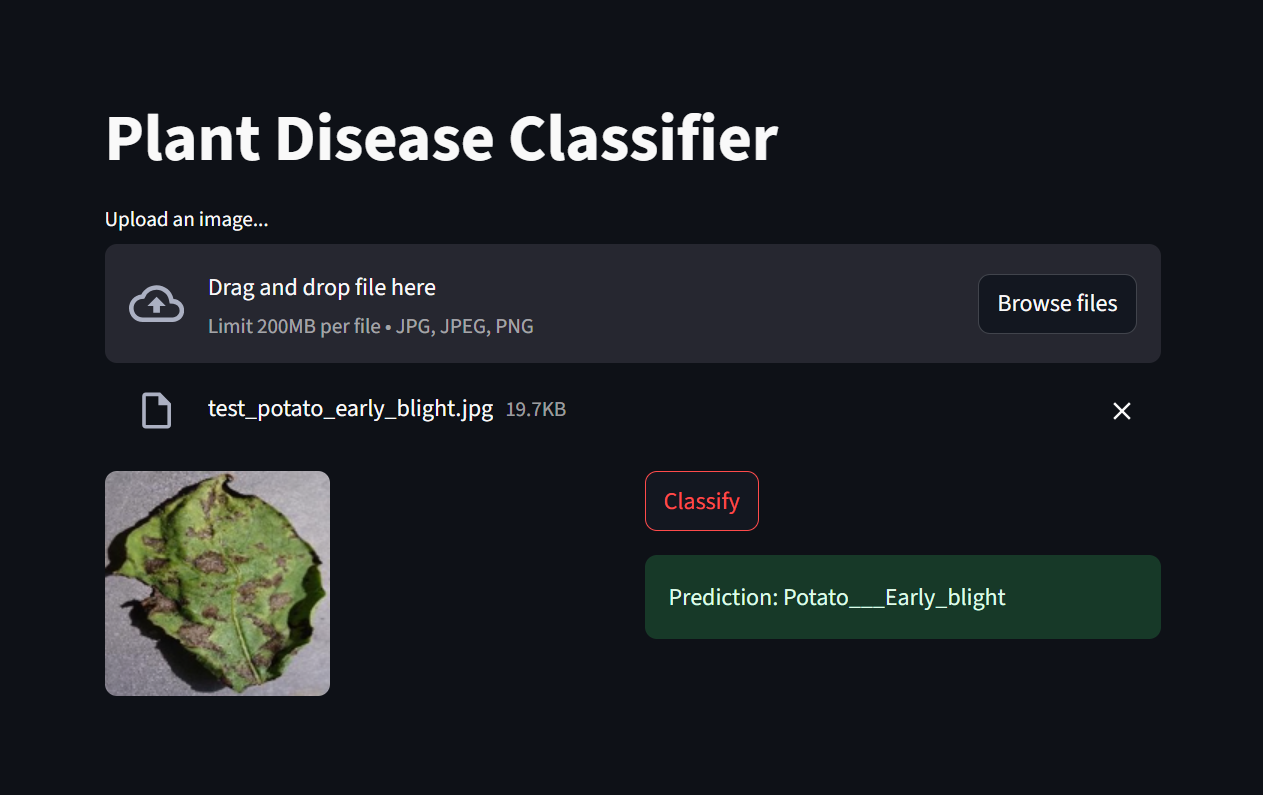 Plant Disease Classifier
Upload an image...
Drag and drop file here
Limit 200MB per file • JPG, JPEG, PNG
Browse files
test_potato_early_blight.jpg 19.7KB
Classify
Prediction: Potato___Early_blight